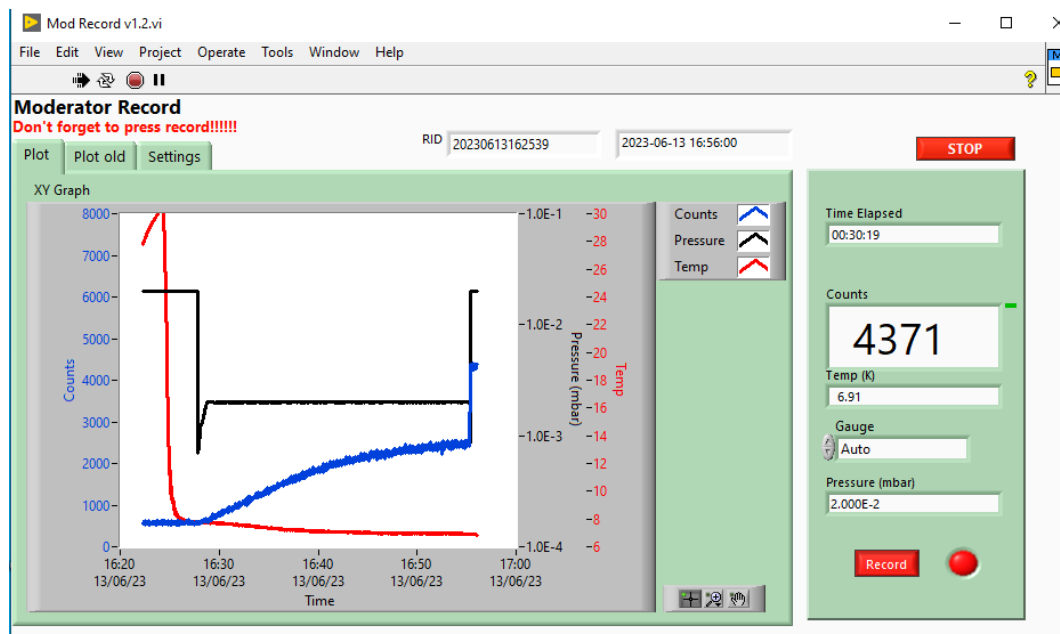 Mod Record v1.2.vi
File Edit View Project Operate Tools Window Help
Moderator Record
Don't forget to press record!!!!!!
RID 20230613162539 2023-06-13 16:56:00
STOP
Plot Plot old Settings
XY Graph
8000
7000
6000
5000
4000
3000
2000
1000
0
Counts
1.0E-1
1.0E-2
1.0E-3
1.0E-4
Pressure (mbar)
30
28
26
24
22
20
18
16
14
12
10
8
6
Temp
16:20 16:30 16:40 16:50 17:00
13/06/23 13/06/23 13/06/23 13/06/23 13/06/23
Time
Counts
Pressure
Temp
Time Elapsed
00:30:19
Counts
4371
Temp (K)
6.91
Gauge
Auto
Pressure (mbar)
2.000E-2
Record